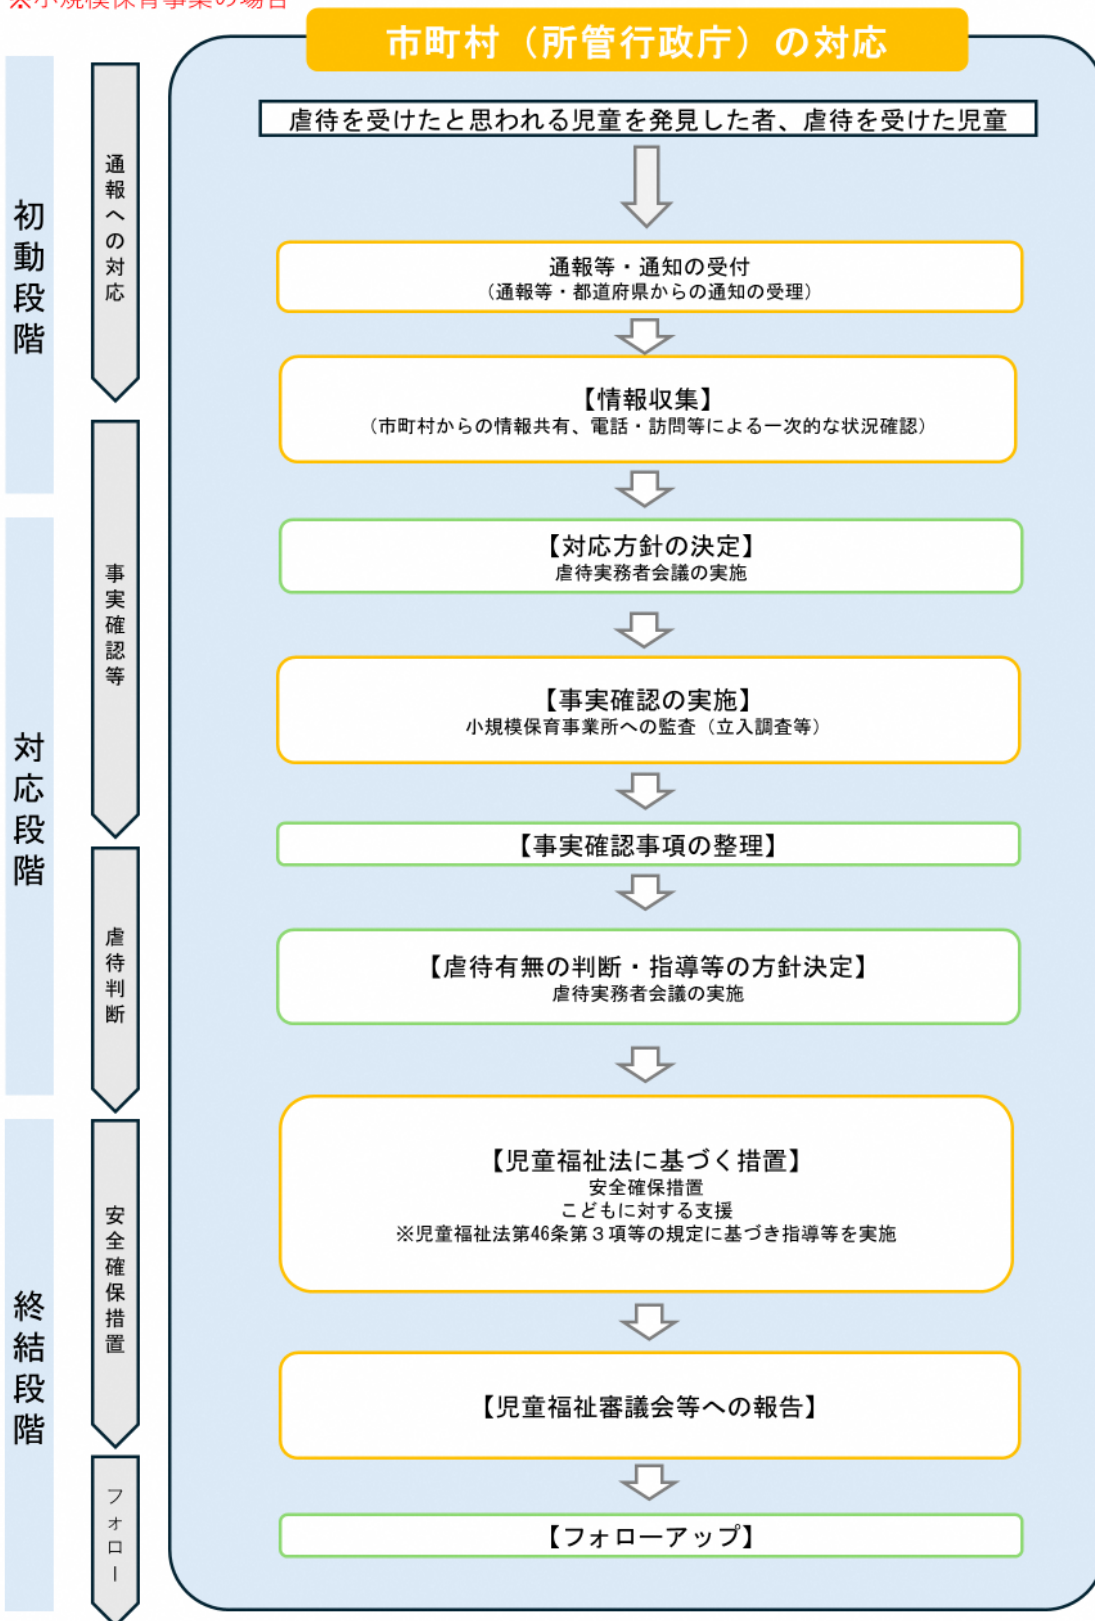 ※小規模保育事業の場合
市町村（所管行政庁）の対応
虐待を受けたと思われる児童を発見した者、虐待を受けた児童
初動段階
通報への対応
通報等・通知の受付
（通報等・都道府県からの通知の受理）
【情報収集】
（市町村からの情報共有、電話・訪問等による一次的な状況確認）
対応段階
事実確認等
【対応方針の決定】
虐待実務者会議の実施
【事実確認の実施】
小規模保育事業所への監査（立入調査等）
【事実確認事項の整理】
虐待判断
【虐待有無の判断・指導等の方針決定】
虐待実務者会議の実施
終結段階
安全確保措置
【児童福祉法に基づく措置】
安全確保措置
こどもに対する支援
※児童福祉法第46条第３項等の規定に基づき指導等を実施
【児童福祉審議会等への報告】
フォロー
【フォローアップ】